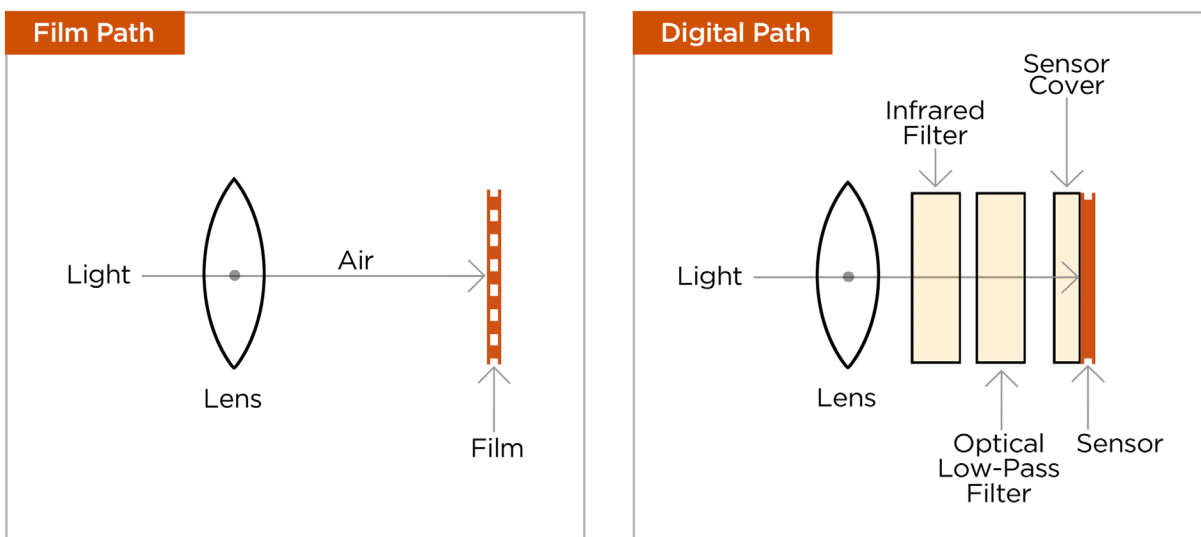 Film Path
Light
Air
Lens
Film
Digital Path
Sensor
Cover
Infrared
Filter
Light
Lens
Optical
Low-Pass
Filter
Sensor